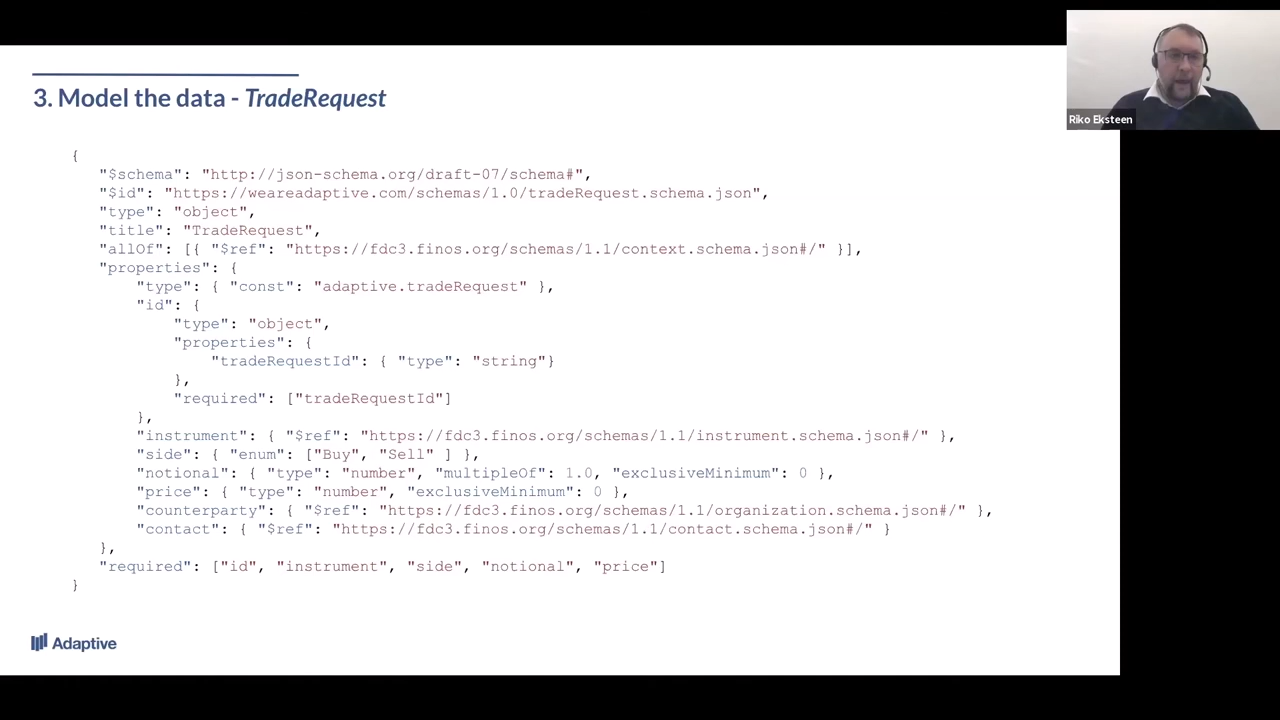 Riko Eksteen
3. Model the data - TradeRequest
{
"$schema": "http://json-schema.org/draft-07/schema#",
"$id": "https://weareadaptive.com/schemas/1.0/tradeRequest.schema.json",
"type": "object",
"title": "TradeRequest",
"allOf": [{ "$ref": "https://fdc3.finos.org/schemas/1.1/context.schema.json#/" }],
"properties": {
"type": { "const": "adaptive.tradeRequest" },
"id": {
"type": "object",
"properties": {
"tradeRequestId": { "type": "string"}
},
"required": ["tradeRequestId"]
},
"instrument": { "$ref": "https://fdc3.finos.org/schemas/1.1/instrument.schema.json#/" },
"side": { "enum": ["Buy", "Sell" ] },
"notional": { "type": "number", "multipleOf": 1.0, "exclusiveMinimum": 0 },
"price": { "type": "number", "exclusiveMinimum": 0 },
"counterparty": { "$ref": "https://fdc3.finos.org/schemas/1.1/organization.schema.json#/" },
"contact": { "$ref": "https://fdc3.finos.org/schemas/1.1/contact.schema.json#/" }
},
"required": ["id", "instrument", "side", "notional", "price"]
}
Adaptive